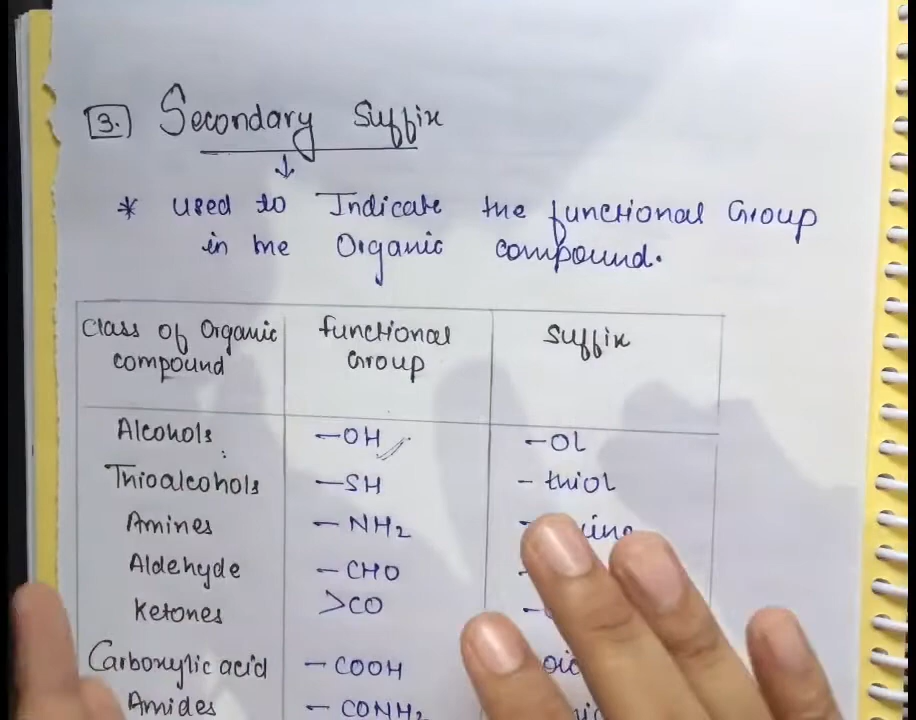 3. Secondary Suffix
* used to Indicate the functional Group
in the Organic compound.
Class of Organic compound
functional Group
Suffix
Alcohols -OH -OL
Thioalcohols -SH - thiol
Amines - NH₂
Aldehyde - CHO
Ketones >CO
Carboxylic acid - COOH
Amides - CONH₂